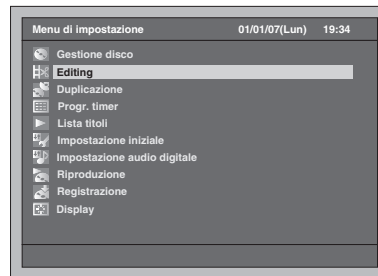 Menu di impostazione 01/01/07(Lun) 19:34
Gestione disco
Editing
Duplicazione
Progr. timer
Lista titoli
Impostazione iniziale
Impostazione audio digitale
Riproduzione
Registrazione
Display